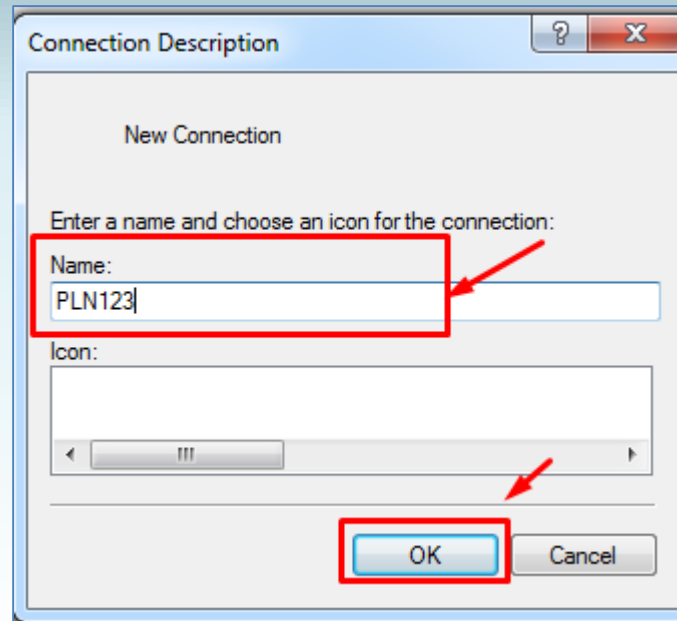 Connection Description
New Connection
Enter a name and choose an icon for the connection:
Name:
PLN123
Icon:
OK Cancel